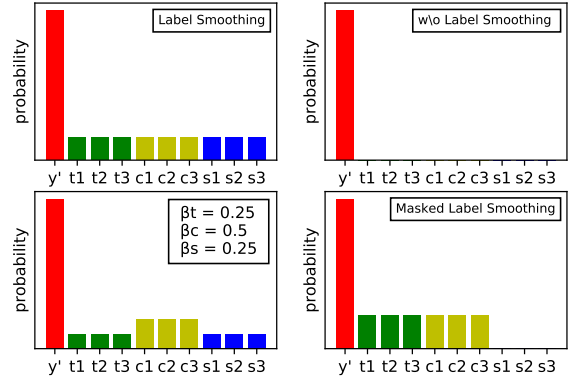 Label Smoothing
probability
y' t1 t2 t3 c1 c2 c3 s1 s2 s3
w\o Label Smoothing
probability
y' t1 t2 t3 c1 c2 c3 s1 s2 s3
βt = 0.25
βc = 0.5
βs = 0.25
probability
y' t1 t2 t3 c1 c2 c3 s1 s2 s3
Masked Label Smoothing
probability
y' t1 t2 t3 c1 c2 c3 s1 s2 s3